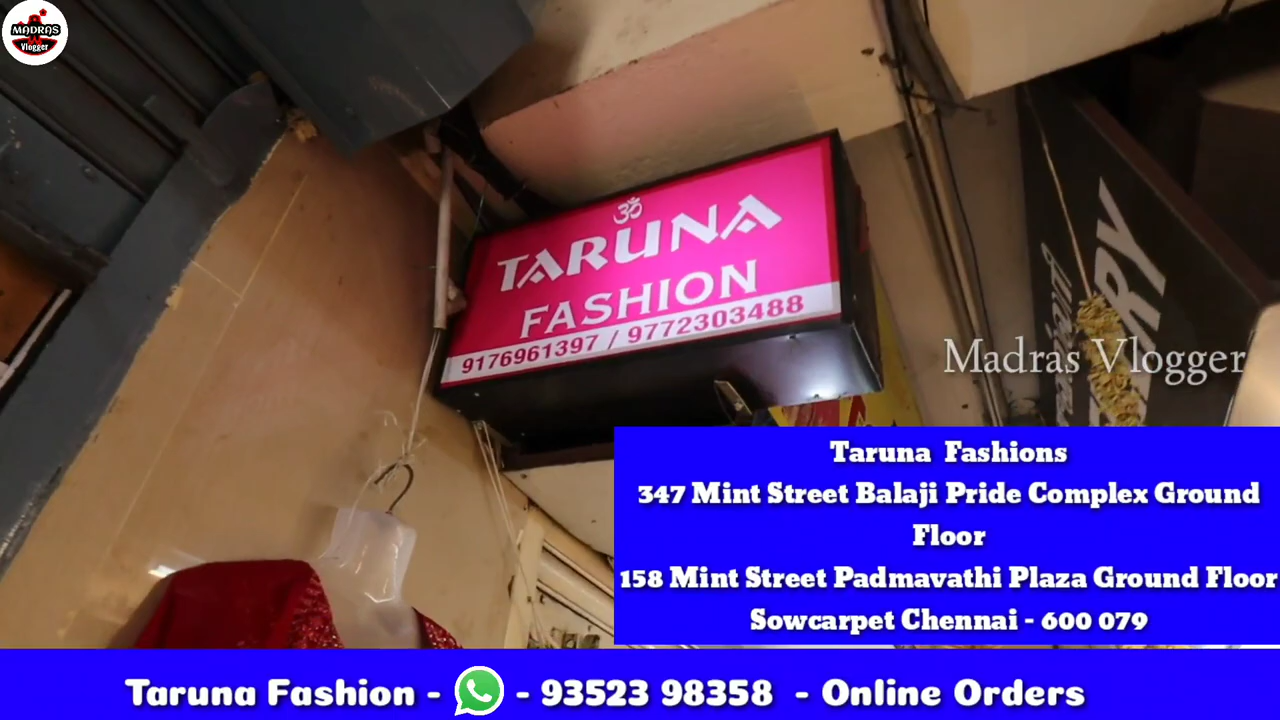 MADRAS
Vlogger
ॐ
TARUNA
FASHION
9176961397 / 9772303488
RY
Madras Vlogger
Taruna Fashions
347 Mint Street Balaji Pride Complex Ground
Floor
158 Mint Street Padmavathi Plaza Ground Floor
Sowcarpet Chennai - 600 079
Taruna Fashion - - 93523 98358 - Online Orders